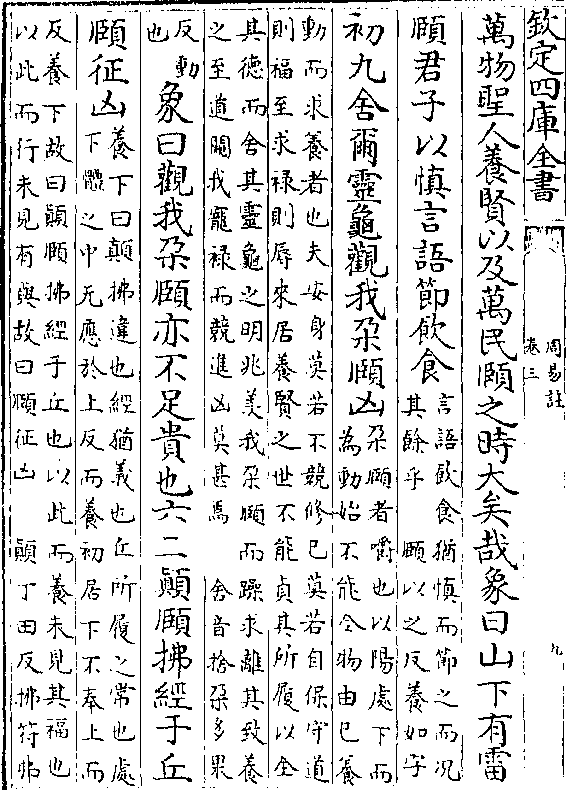 欽定四庫全書
周易註
卷三
九
萬物聖人養賢以及萬民頤之時大矣哉象曰山下有雷
頤君子以慎言語節飲食
言語飲食猶慎而節之而況
其餘乎 頤以之反養如字
初九舍爾靈龜觀我朶頤凶
朶頤者嚼也以陽處下而
為動始不能令物由己養
動而求養者也夫安身莫若不競修己莫若自保守道
則福至求禄則辱來居養賢之世不能貞其所履以全
其德而舍其靈龜之明兆羨我朶頤而躁求離其致養
之至道闚我寵禄而競進凶莫甚焉 舍音捨朶多果
反動
也
象曰觀我朶頤亦不足貴也六二顛頤拂經于丘
頤征凶
養下曰顛拂違也經猶義也丘所履之常也處
下體之中无應於上反而養初居下不奉上而
反養下故曰顛頤拂經于丘也以此而養未見其福也
以此而行未見有與故曰頤征凶 顛丁田反拂符弗